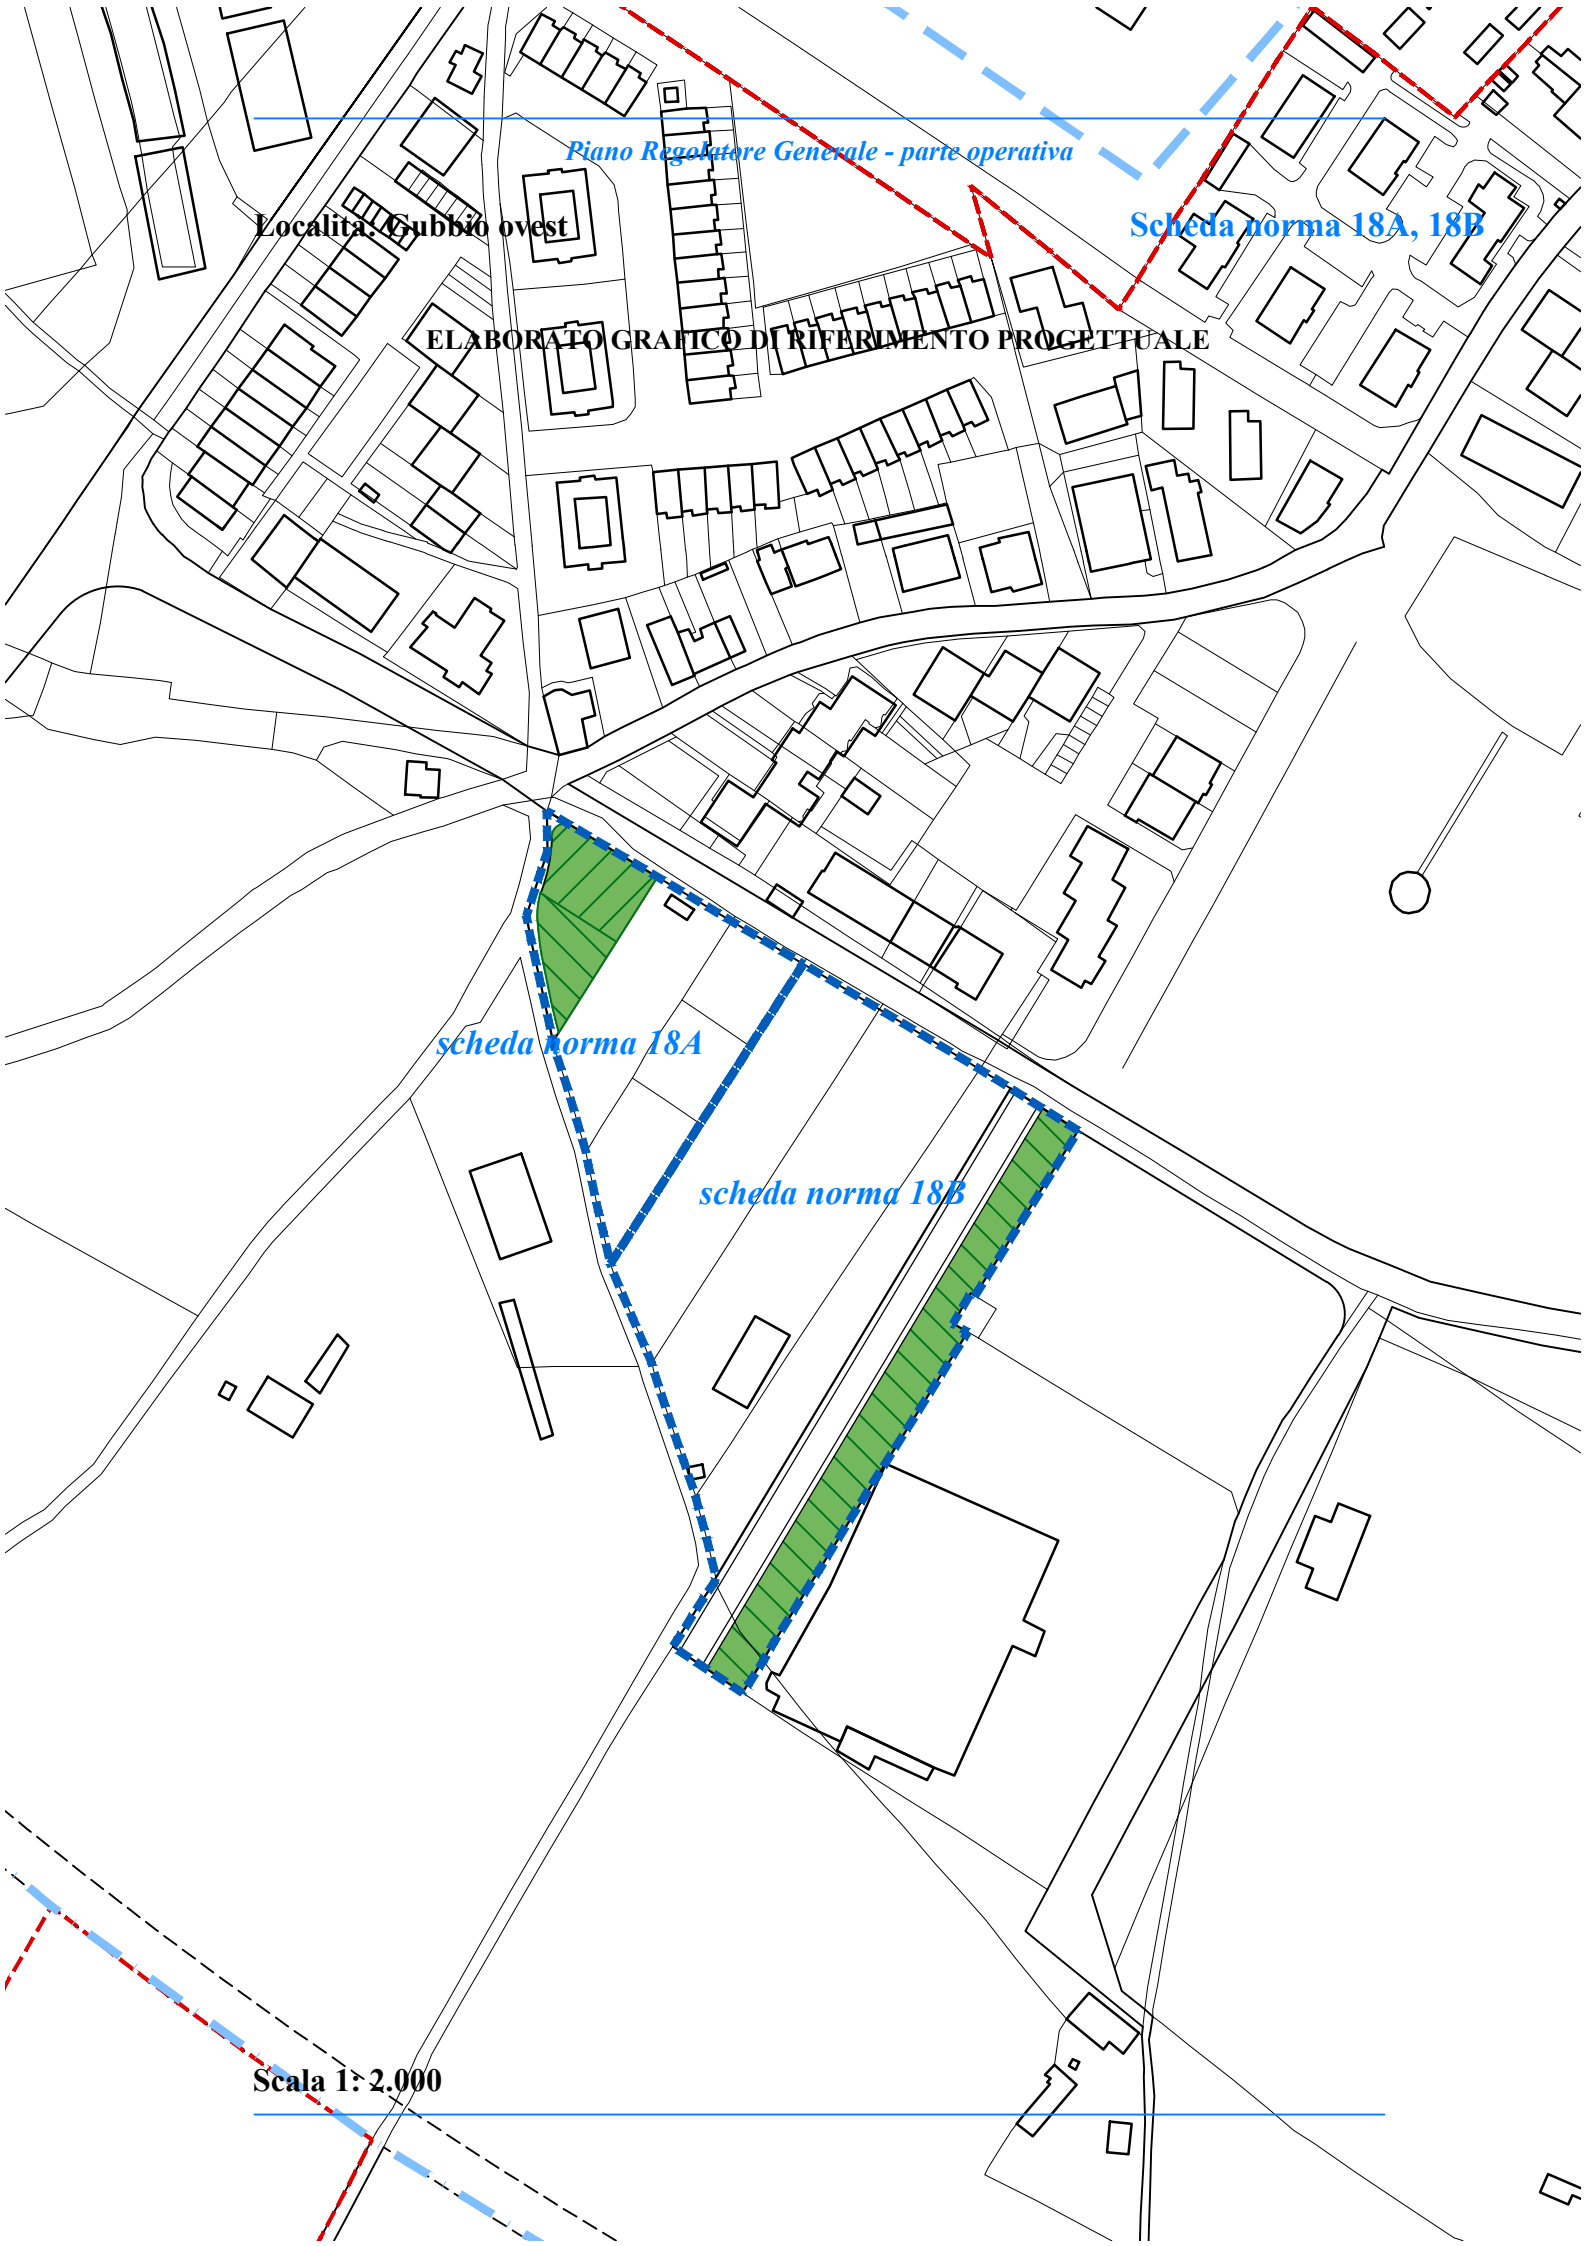 Piano Regolatore Generale - parte operativa
Località: Gubbio ovest
Scheda norma 18A, 18B
ELABORATO GRAFICO DI RIFERIMENTO PROGETTUALE
scheda norma 18A
scheda norma 18B
Scala 1: 2.000